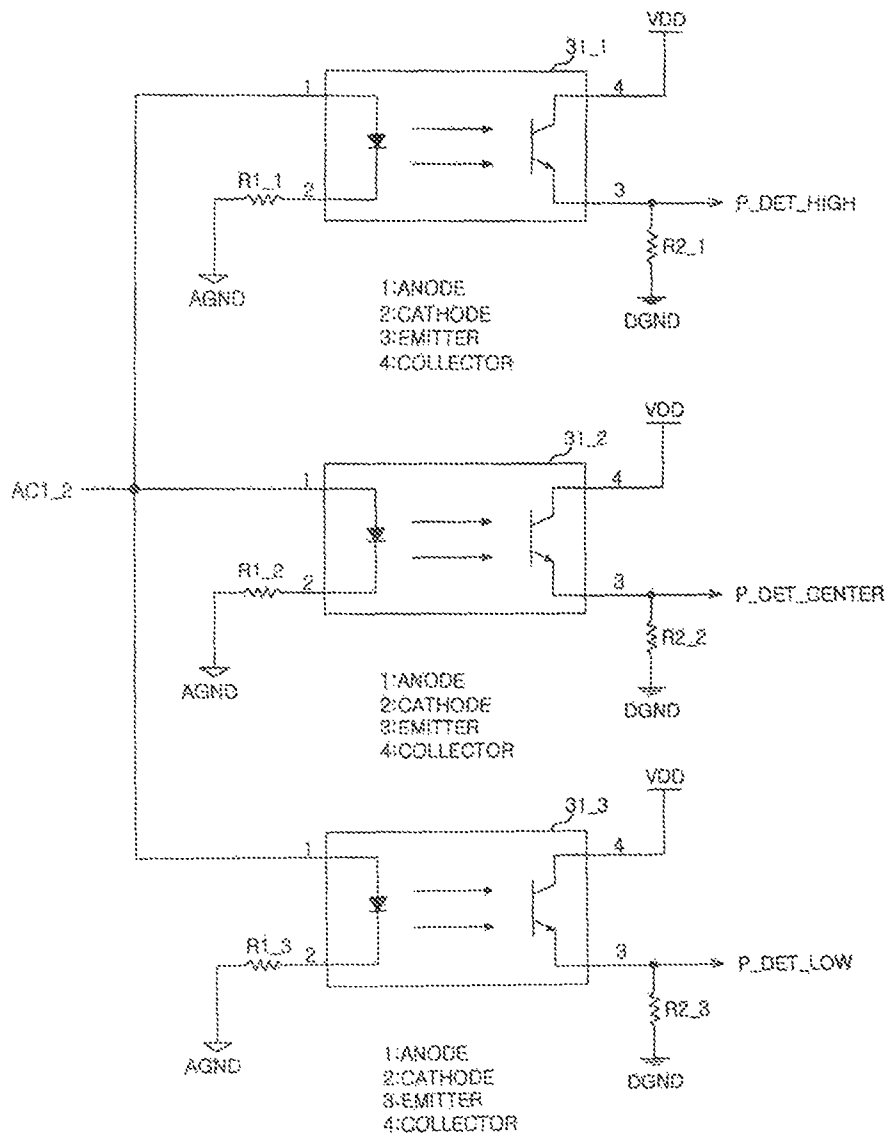 31_1
VDD
1
4
R1_1
2
3
P_DET_HIGH
R2_1
AGND
DGND
1:ANODE
2:CATHODE
3:EMITTER
4:COLLECTOR
31_2
VDD
AC1_2
1
4
R1_2
2
3
P_DET_CENTER
R2_2
AGND
DGND
1:ANODE
2:CATHODE
3:EMITTER
4:COLLECTOR
31_3
VDD
1
4
R1_3
2
3
P_DET_LOW
R2_3
AGND
DGND
1:ANODE
2:CATHODE
3:EMITTER
4:COLLECTOR